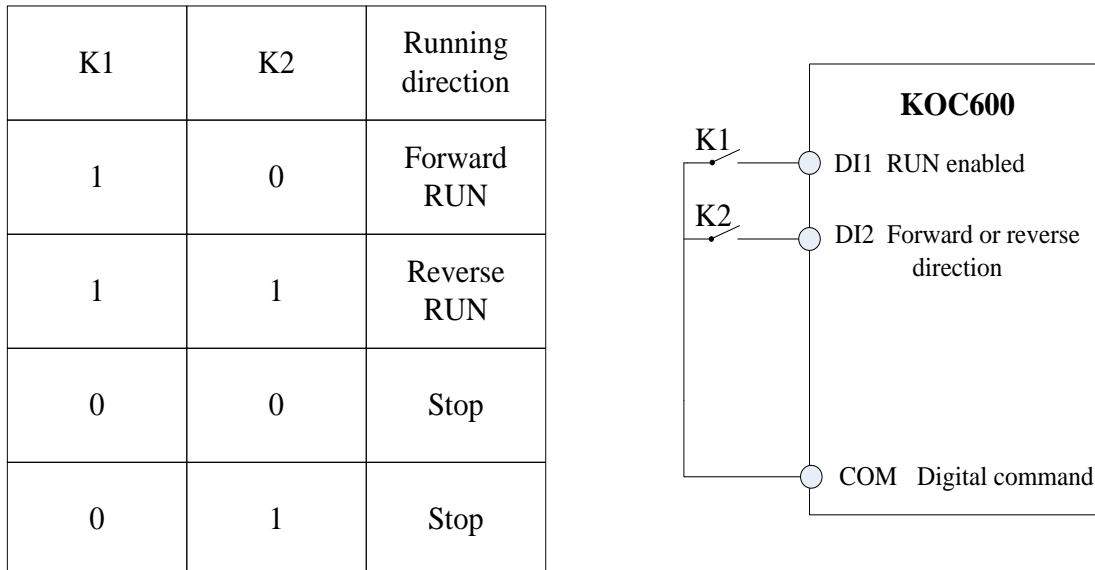 K1 K2 Running
direction
1 0 Forward
RUN
1 1 Reverse
RUN
0 0 Stop
0 1 Stop
KOC600
K1
DI1 RUN enabled
K2
DI2 Forward or reverse
direction
COM Digital command